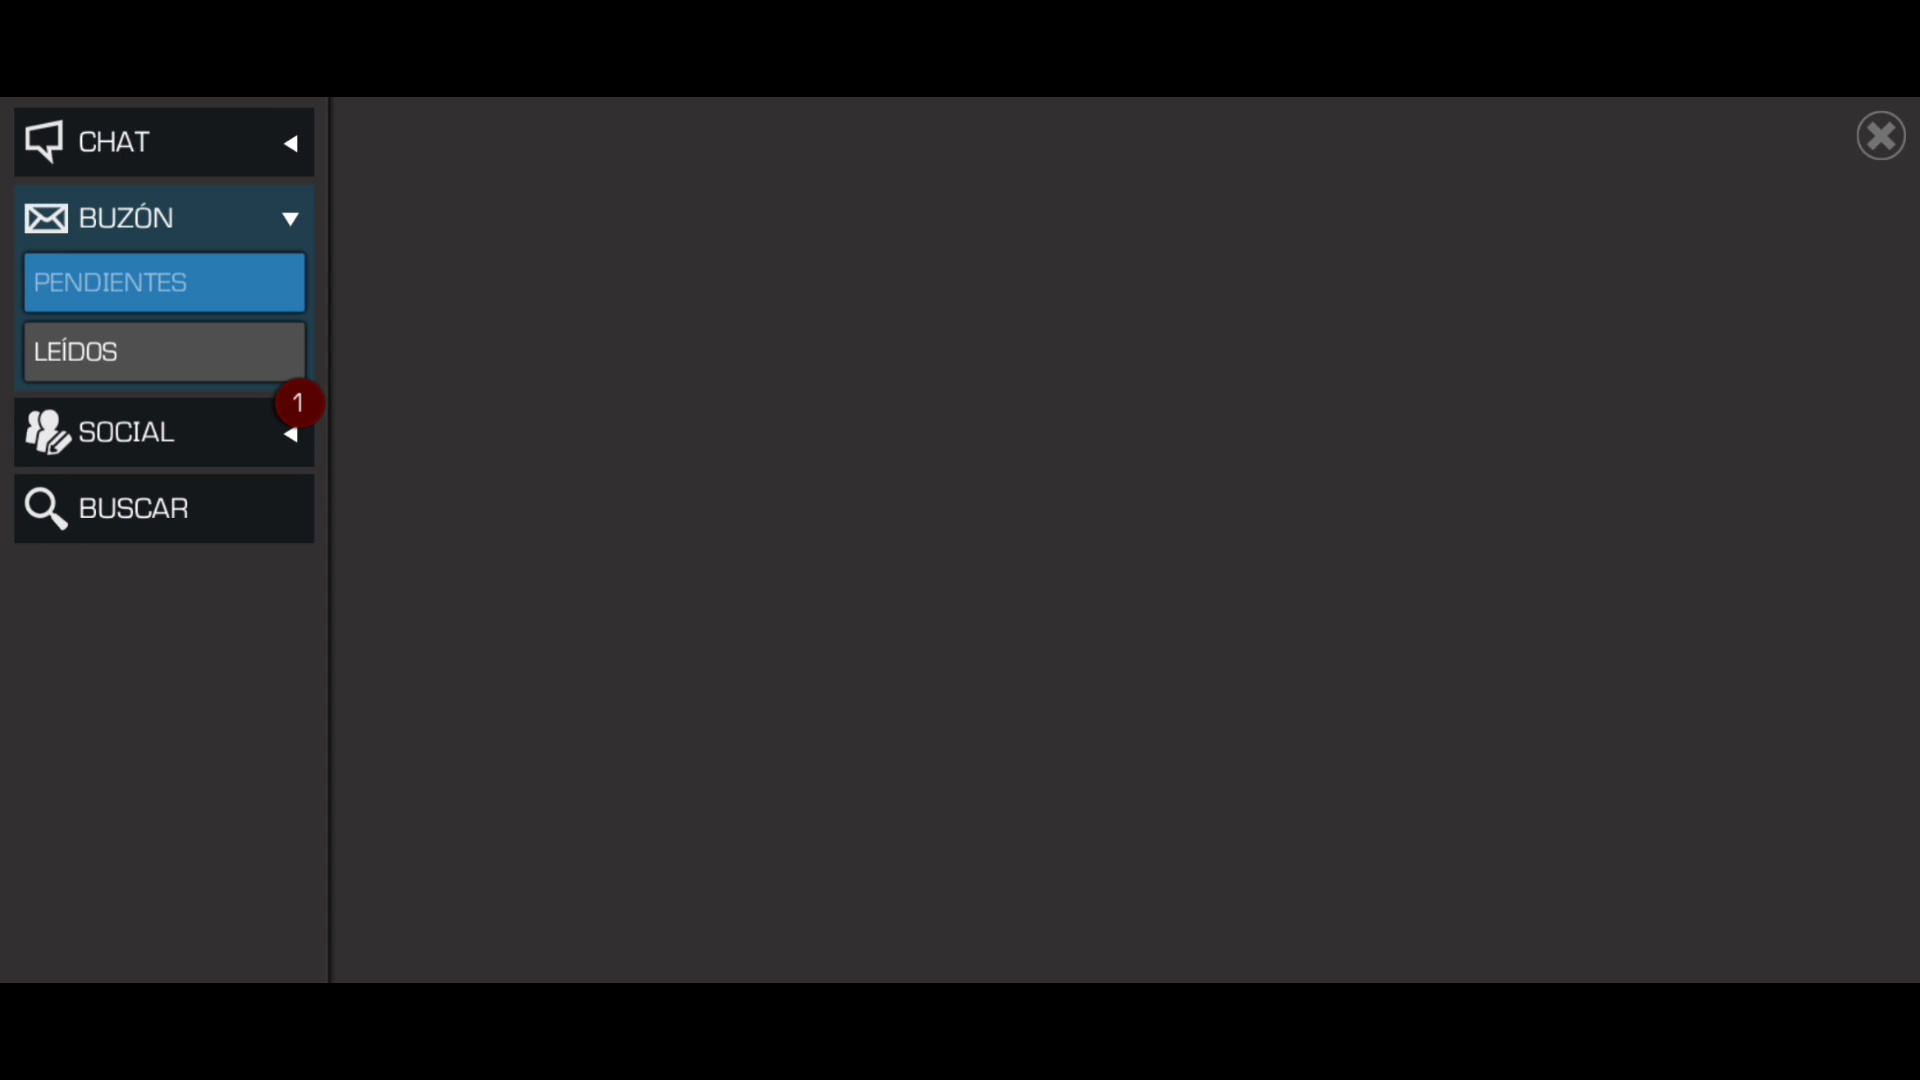 CHAT
BUZÓN
PENDIENTES
LEÍDOS
1
SOCIAL
BUSCAR